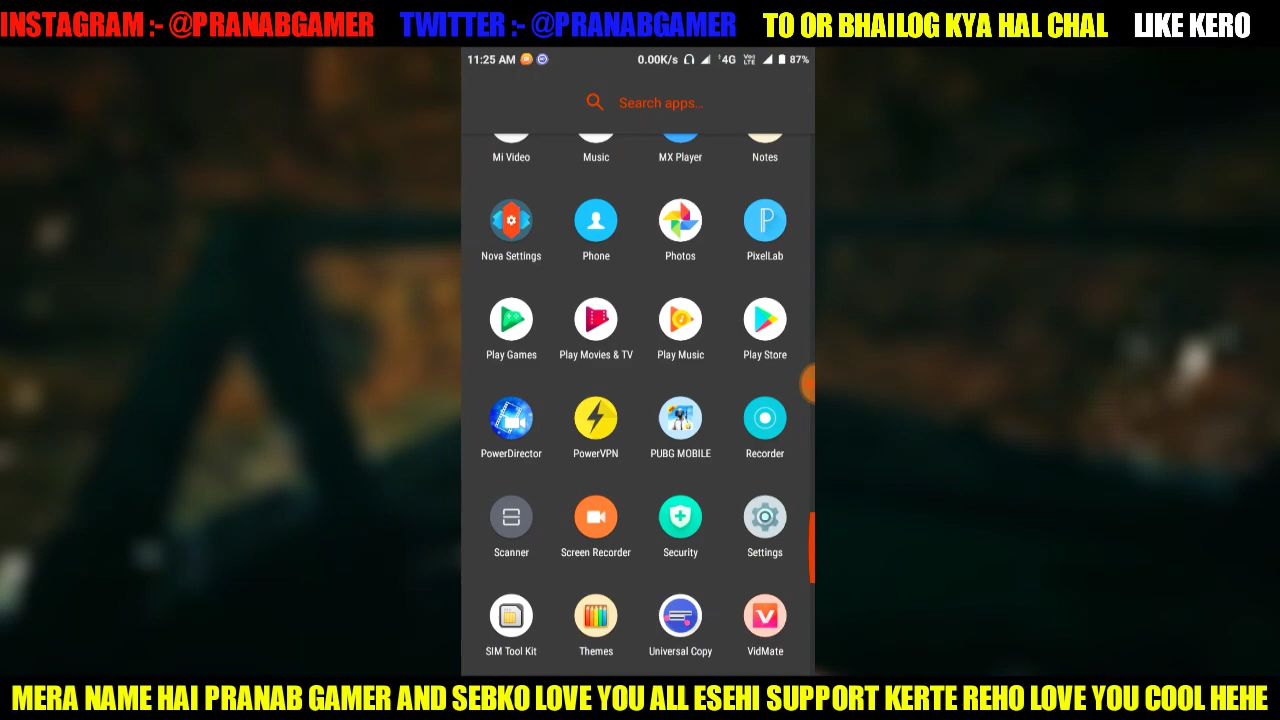 INSTAGRAM :- @PRANABGAMER TWITTER :- @PRANABGAMER TO OR BHAILOG KYA HAL CHAL LIKE KERO
11:25 AM 0.00K/s 4G Vo) LTE 87%
Search apps...
Mi Video Music MX Player Notes
Nova Settings Phone Photos PixelLab
Play Games Play Movies & TV Play Music Play Store
PowerDirector PowerVPN PUBG MOBILE Recorder
Scanner Screen Recorder Security Settings
SIM Tool Kit Themes Universal Copy VidMate
MERA NAME HAI PRANAB GAMER AND SEBKO LOVE YOU ALL ESEHI SUPPORT KERTE REHO LOVE YOU COOL HEHE